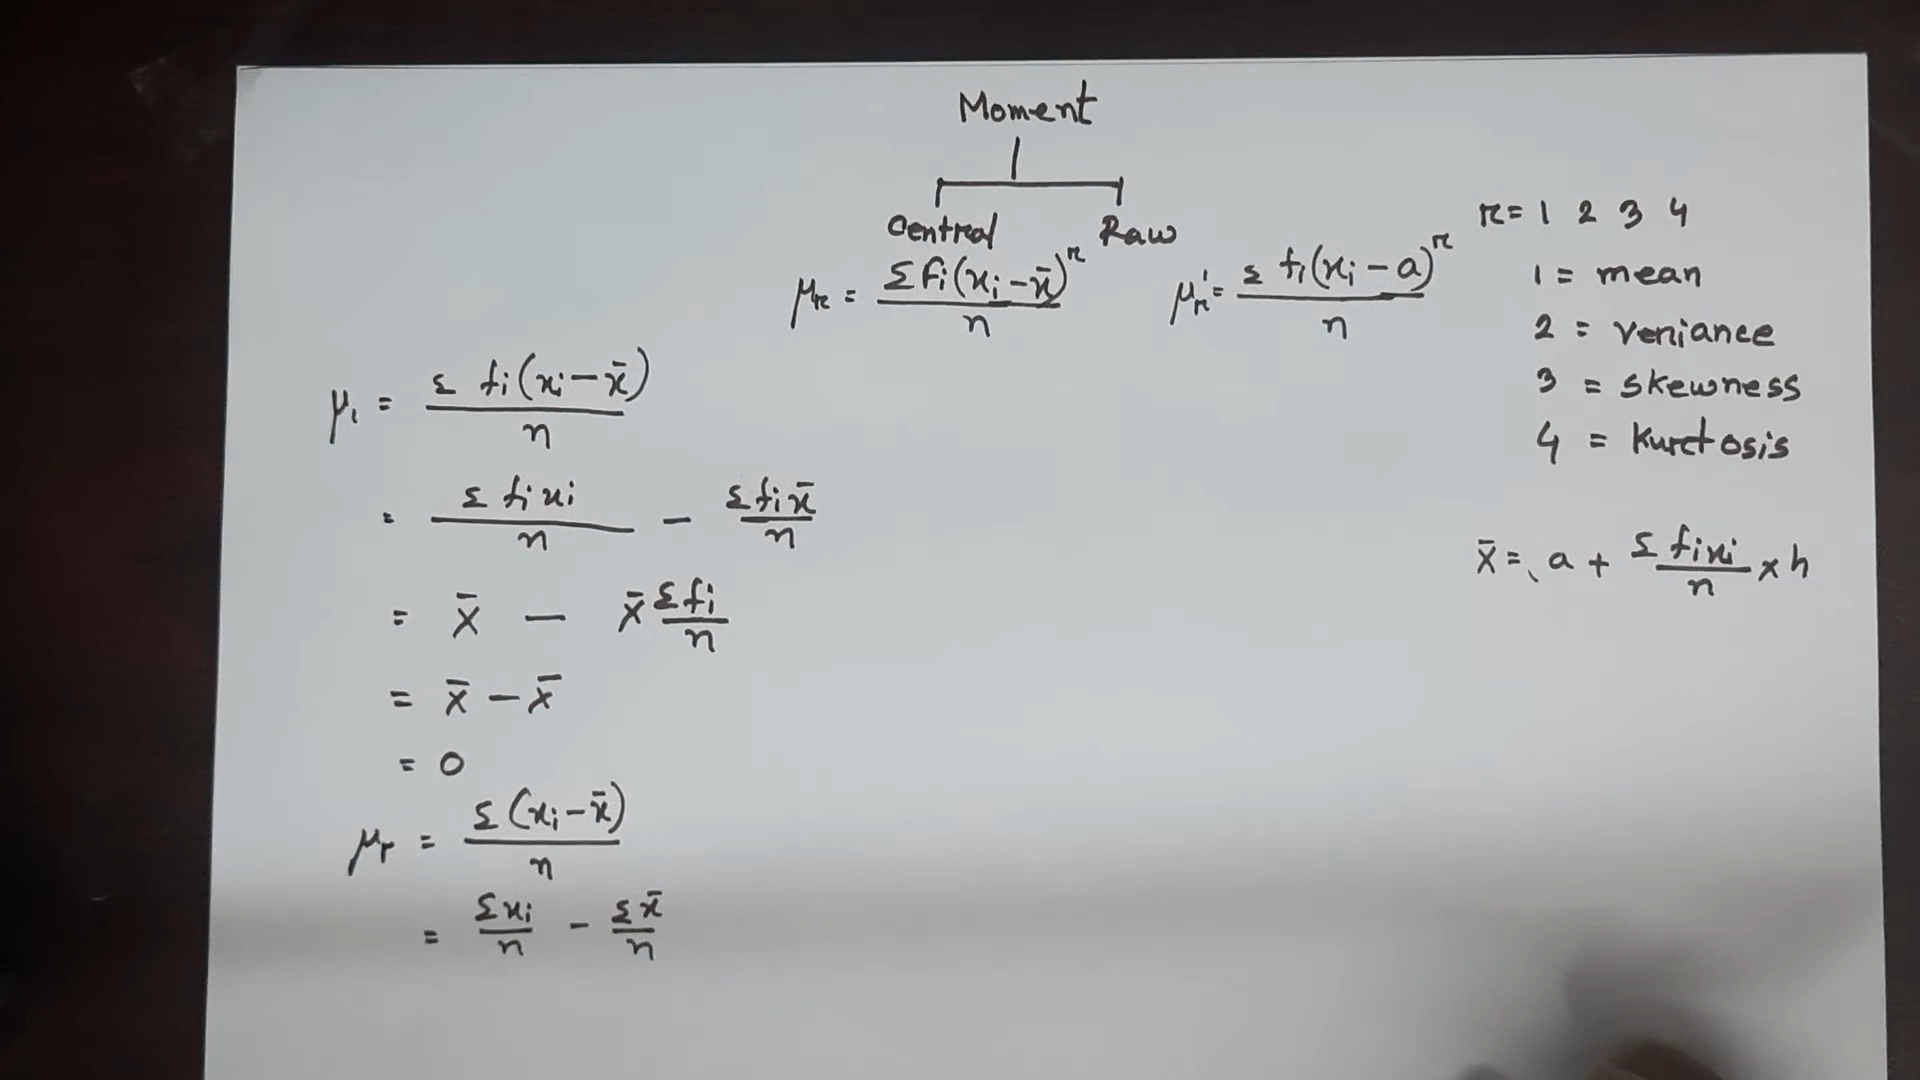 Moment
Central Raw
μr = Σfi(xi-x̄)^r / n
μr' = Σ fi(xi-a)^r / n
r= 1 2 3 4
1 = mean
2 = veriance
3 = skewness
4 = kurtosis
x̄ = a + Σ fixi / n × h
μ1 = Σ fi(xi-x̄) / n
= Σ fixi / n - Σfix̄ / n
= x̄ - x̄ Σfi / n
= x̄ - x̄
= 0
μr = Σ(xi-x̄) / n
= Σxi / n - Σx̄ / n